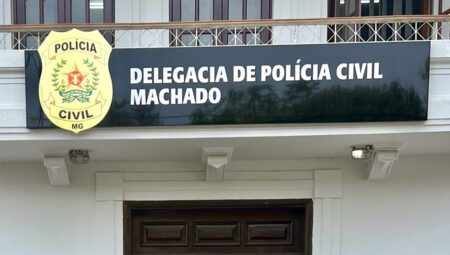 POLÍCIA
CIVIL
MG
DELEGACIA DE POLÍCIA CIVIL
MACHADO